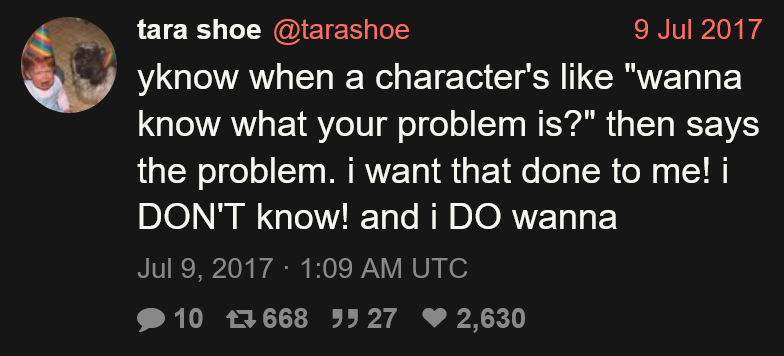 tara shoe @tarashoe 9 Jul 2017
yknow when a character's like "wanna
know what your problem is?" then says
the problem. i want that done to me! i
DON'T know! and i DO wanna
Jul 9, 2017 · 1:09 AM UTC
10 668 27 2,630